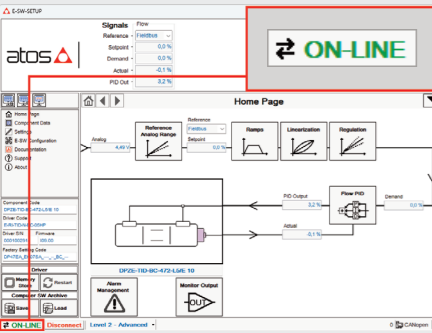 E-SW-SETUP
Signals Flow
Reference Fieldbus
Setpoint 0,0 %
Demand 0,0 %
Actual -0,1 %
PID Out 3,2 %
atos
ON-LINE
Home Page
Home Page
Component Data
Settings
E-SW Configuration
Documentation
Support
About
Reference
Analog 4,49 V
Reference Analog Range
Fieldbus
Setpoint
0,0 %
Ramps
Linearization
Regulation
PID Output
3,2 %
Flow PID
Demand
0,0 %
Actual
-0,1 %
Component Code
Driver Code
Driver S/N Firmware
Factory Setting Code
DPZE-TID-BC-472-L5/E 10
Driver
Memory Store
Restart
Computer SW Archive
Save
Load
Alarm Management
Monitor Output
OUT
ON-LINE Disconnect Level 2 - Advanced
0 CANopen